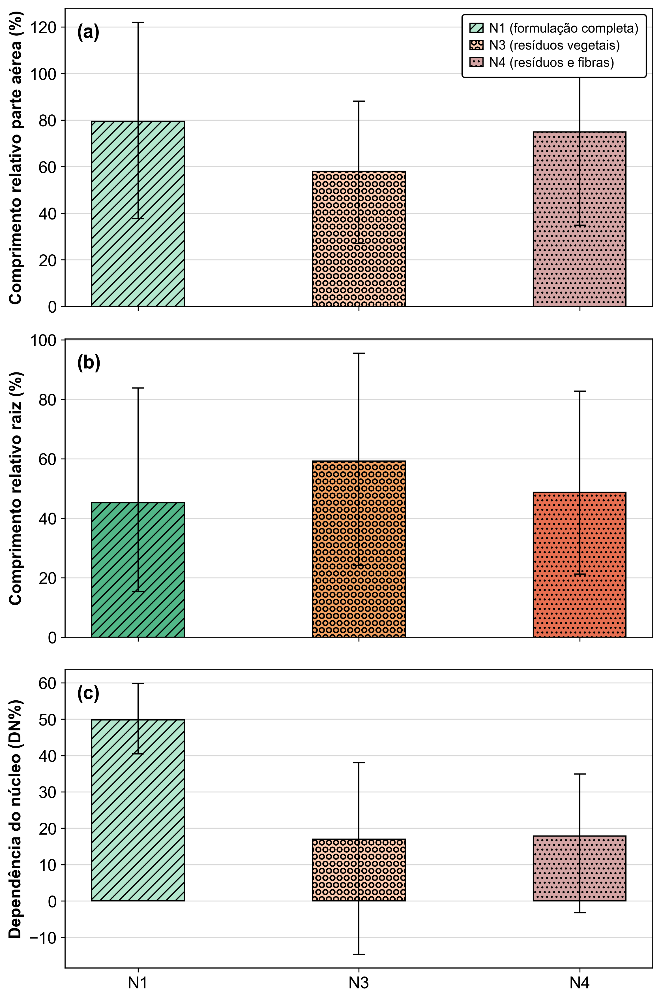 Comprimento relativo parte aérea (%)
120
100
80
60
40
20
0
(a)
N1 (formulação completa)
N3 (resíduos vegetais)
N4 (resíduos e fibras)
Comprimento relativo raiz (%)
100
80
60
40
20
0
(b)
Dependência do núcleo (DN%)
60
50
40
30
20
10
0
−10
(c)
N1
N3
N4